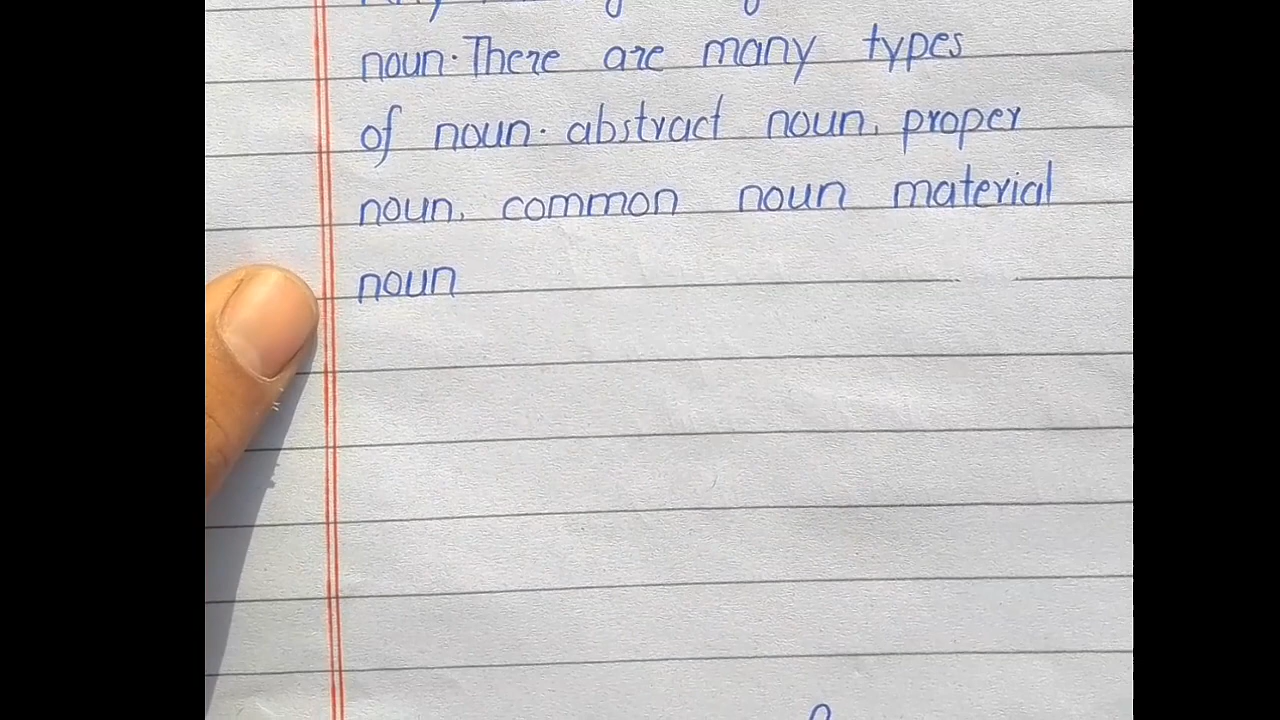 noun. There are many types
of noun. abstract noun, proper
noun, common noun material
noun